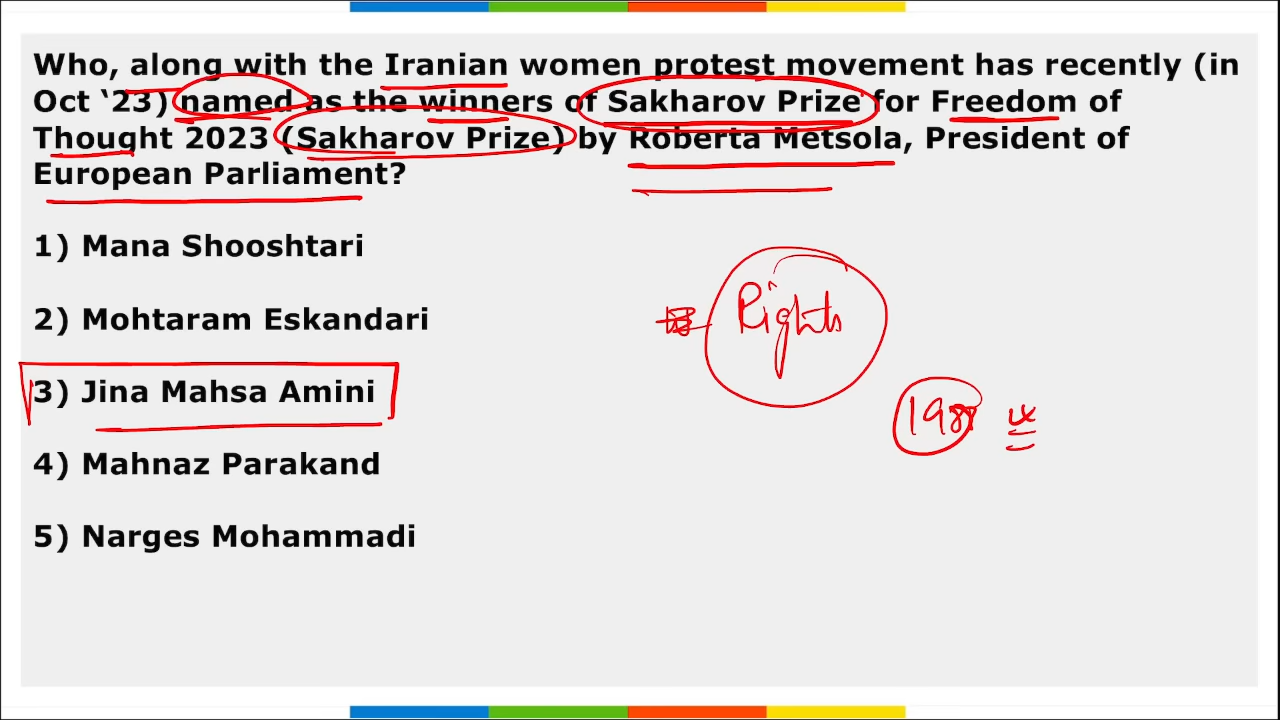 Who, along with the Iranian women protest movement has recently (in
Oct ‘23) named as the winners of Sakharov Prize for Freedom of
Thought 2023 (Sakharov Prize) by Roberta Metsola, President of
European Parliament?
1) Mana Shooshtari
2) Mohtaram Eskandari
Rights
3) Jina Mahsa Amini
1988
4) Mahnaz Parakand
5) Narges Mohammadi